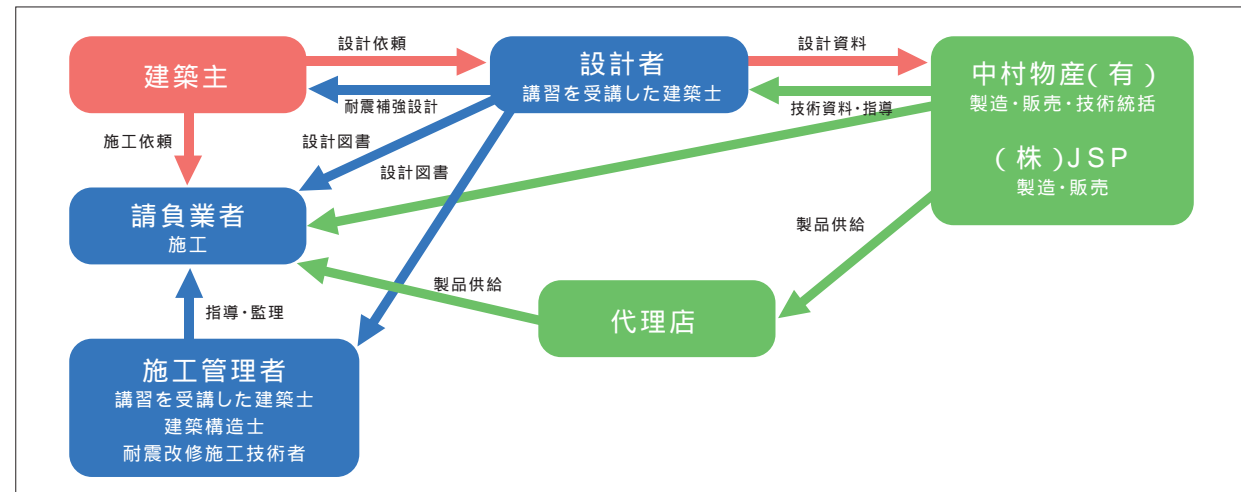 建築主
設計依頼
設計者
講習を受講した建築士
設計資料
中村物産(有)
製造・販売・技術統括
(株)JSP
製造・販売
耐震補強設計
技術資料・指導
施工依頼
設計図書
設計図書
請負業者
施工
製品供給
製品供給
代理店
指導・監理
施工管理者
講習を受講した建築士
建築構造士
耐震改修施工技術者